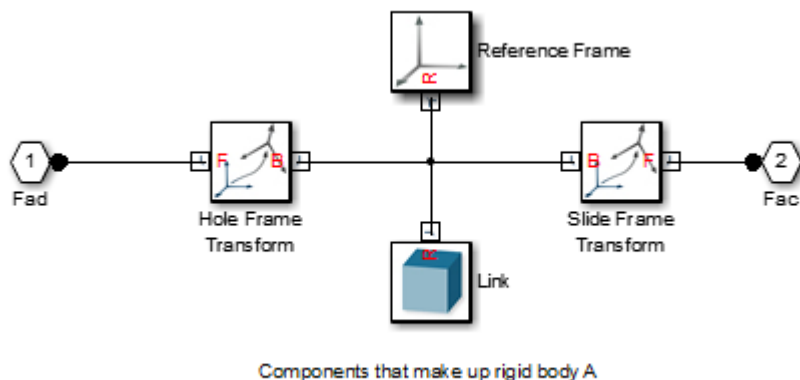 R
Reference Frame
1
Fad
F
B
Hole Frame
Transform
B
F
Slide Frame
Transform
2
Fac
R
Link
Components that make up rigid body A